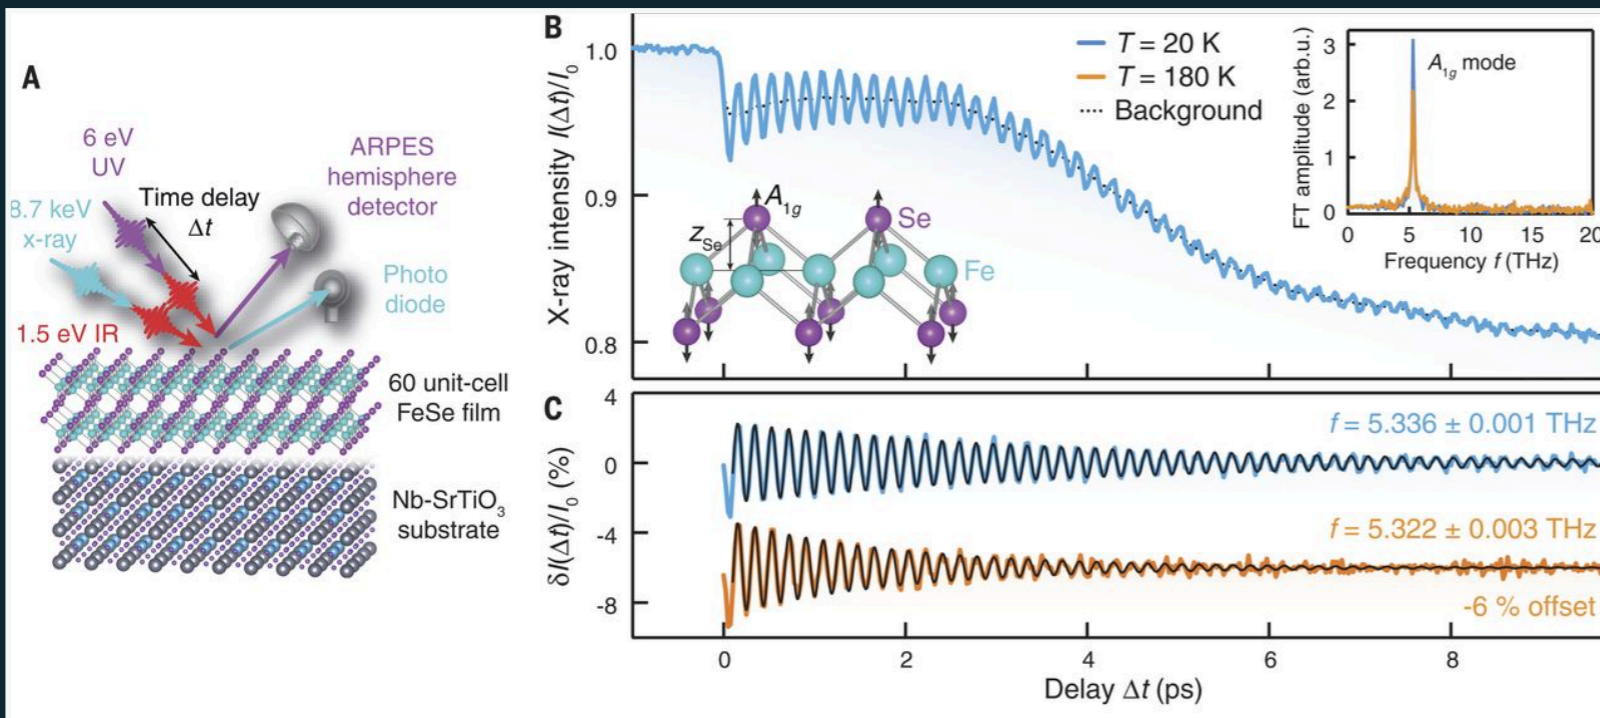 A
6 eV
UV
Time delay
Δt
8.7 keV
x-ray
1.5 eV IR
ARPES
hemisphere
detector
Photo
diode
60 unit-cell
FeSe film
Nb-SrTiO₃
substrate
B
X-ray intensity I(Δt)/I₀
1.0
0.9
0.8
T = 20 K
T = 180 K
Background
A₁g
zSe
Se
Fe
FT amplitude (arb.u.)
3
2
1
0
A₁g mode
0 5 10 15 20
Frequency f (THz)
C
δI(Δt)/I₀ (%)
4
0
-4
-8
f = 5.336 ± 0.001 THz
f = 5.322 ± 0.003 THz
-6 % offset
0 2 4 6 8
Delay Δt (ps)